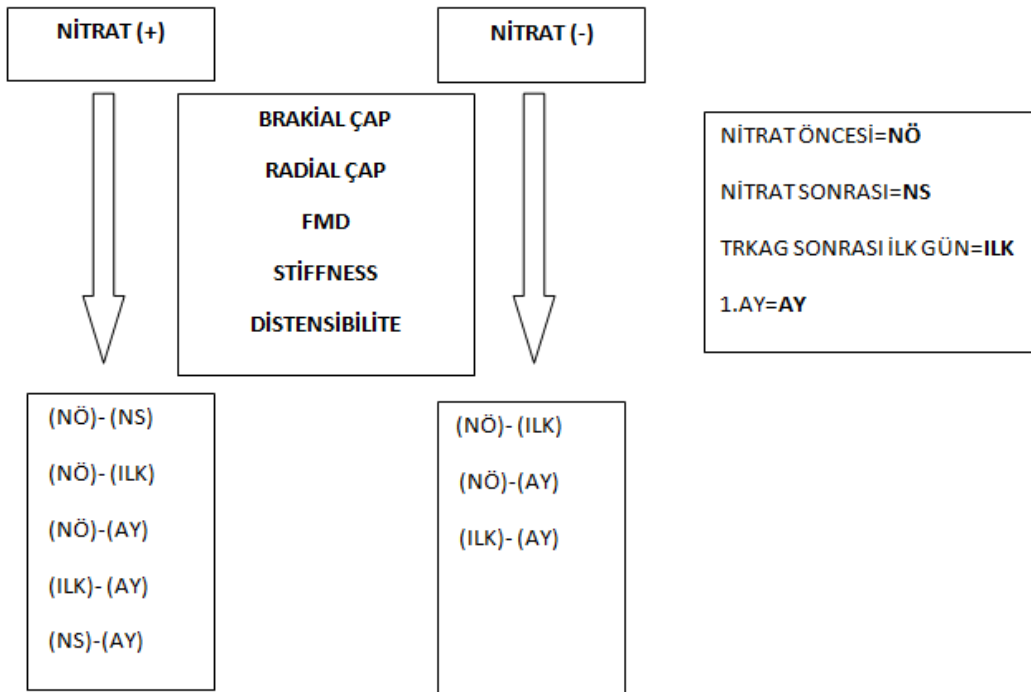 NİTRAT (+)
NİTRAT (-)
BRAKİAL ÇAP
RADİAL ÇAP
FMD
STİFFNESS
DİSTENSİBİLİTE
NİTRAT ÖNCESİ=NÖ
NİTRAT SONRASI=NS
TRKAG SONRASI İLK GÜN=ILK
1.AY=AY
(NÖ)- (NS)
(NÖ)- (ILK)
(NÖ)-(AY)
(ILK)- (AY)
(NS)-(AY)
(NÖ)- (ILK)
(NÖ)-(AY)
(ILK)- (AY)